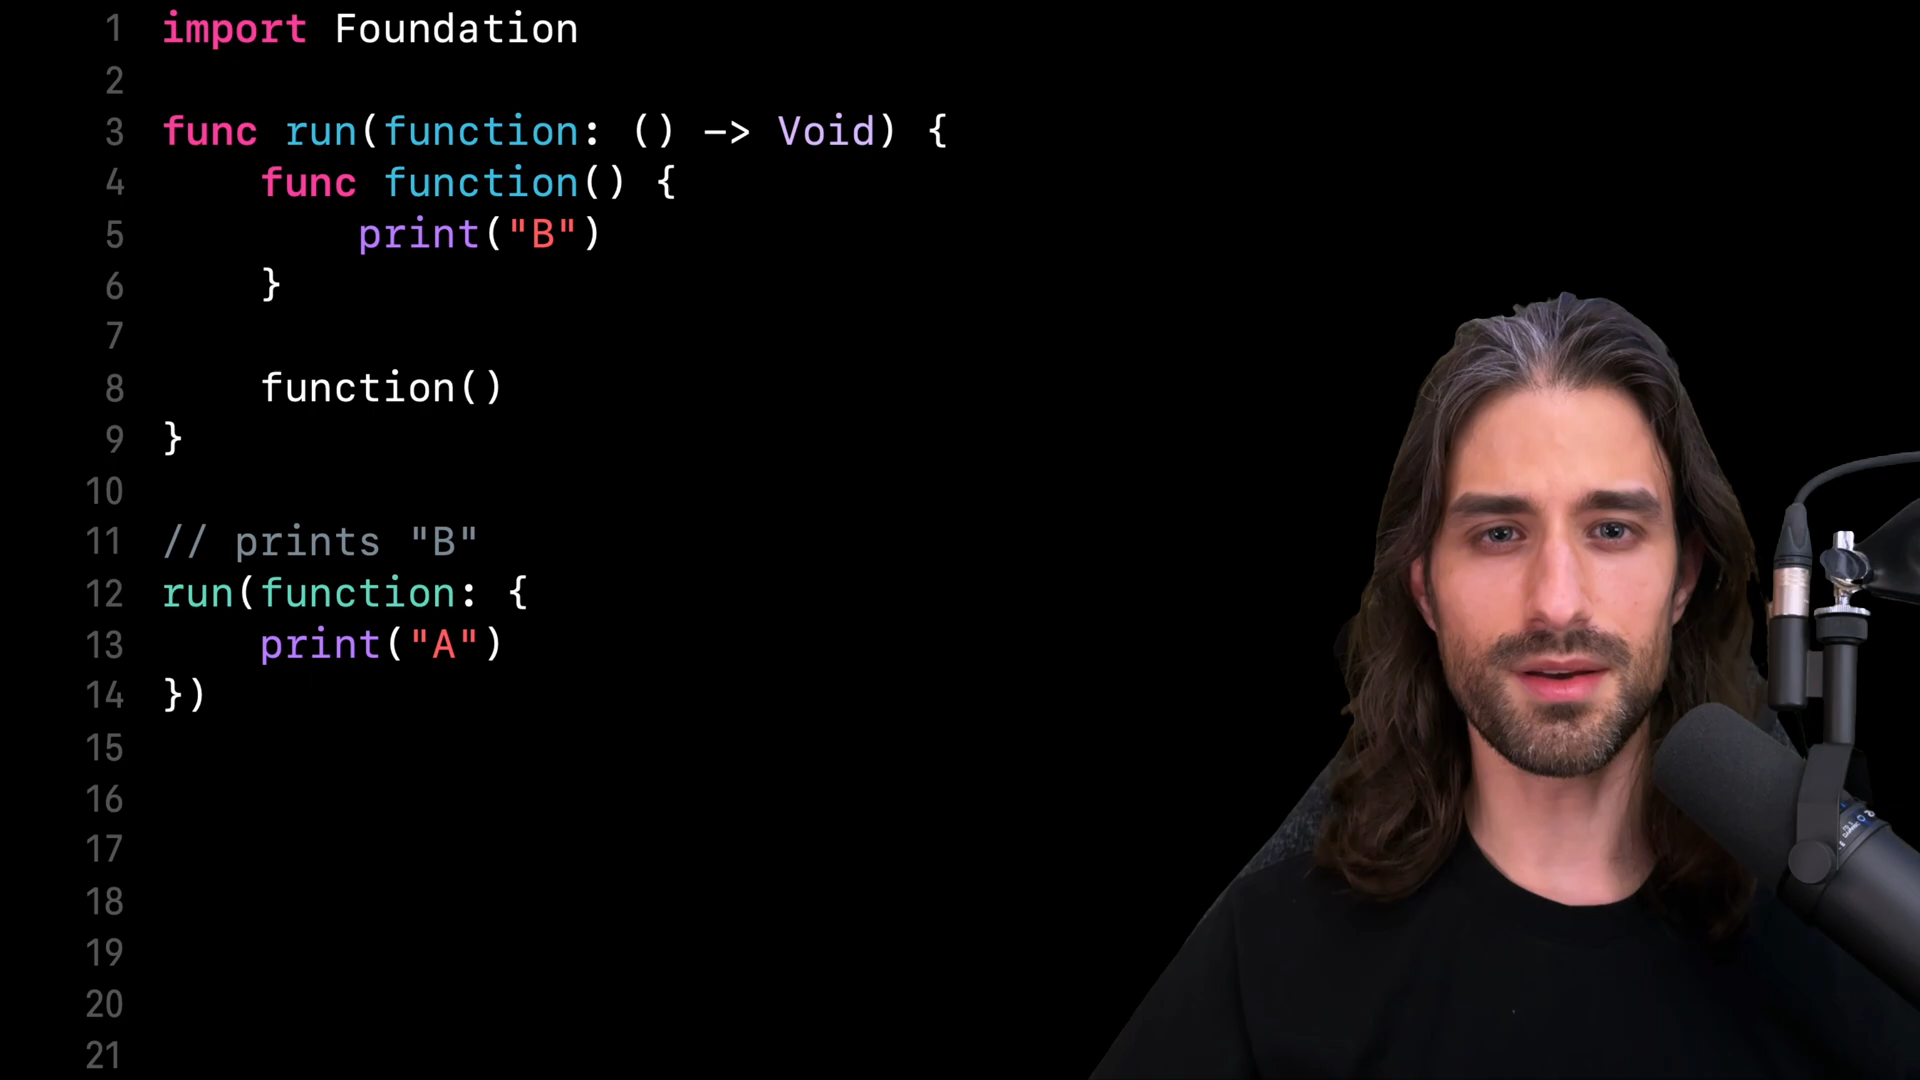 1 import Foundation
2
3 func run(function: () -> Void) {
4 func function() {
5 print("B")
6 }
7
8 function()
9 }
10
11 // prints "B"
12 run(function: {
13 print("A")
14 })
15
16
17
18
19
20
21